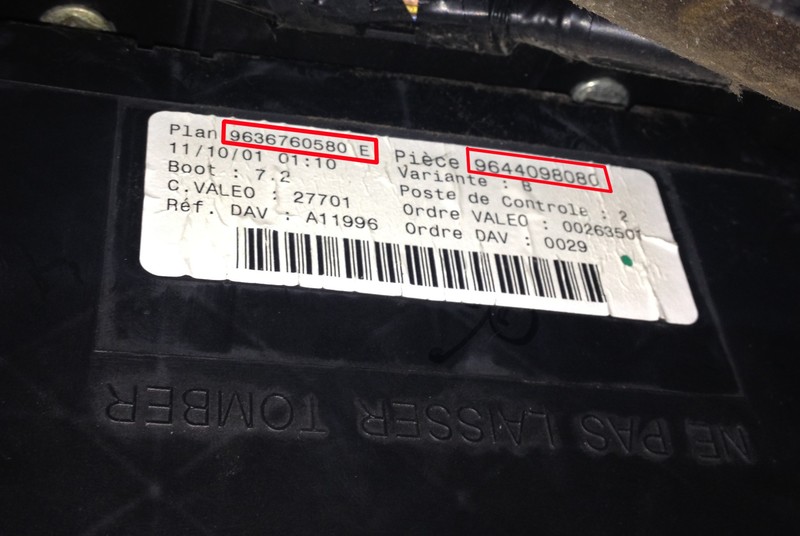 Plan 9636760580 E
11/10/01 01:10
Boot : 7.2
C.VALEO : 27701
Réf. DAV : A11996
Pièce 9644098080
Variante : B
Poste de Controle : 2
Ordre VALEO : 00263501
Ordre DAV : 0029
NE PAS LAISSER TOMBER